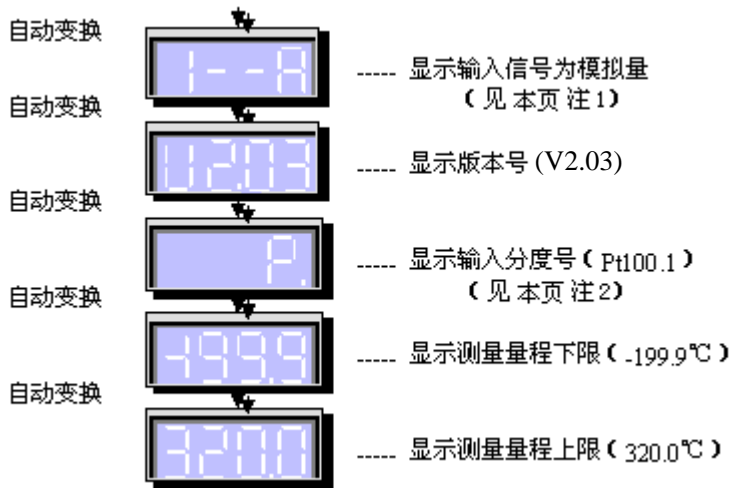 自动变换
1--A ----- 显示输入信号为模拟量
(见 本页 注1)
自动变换
U2.03 ----- 显示版本号 (V2.03)
自动变换
P. ----- 显示输入分度号(Pt100.1)
(见 本页 注2)
自动变换
-199.9 ----- 显示测量量程下限(-199.9℃)
自动变换
320.0 ----- 显示测量量程上限(320.0℃)